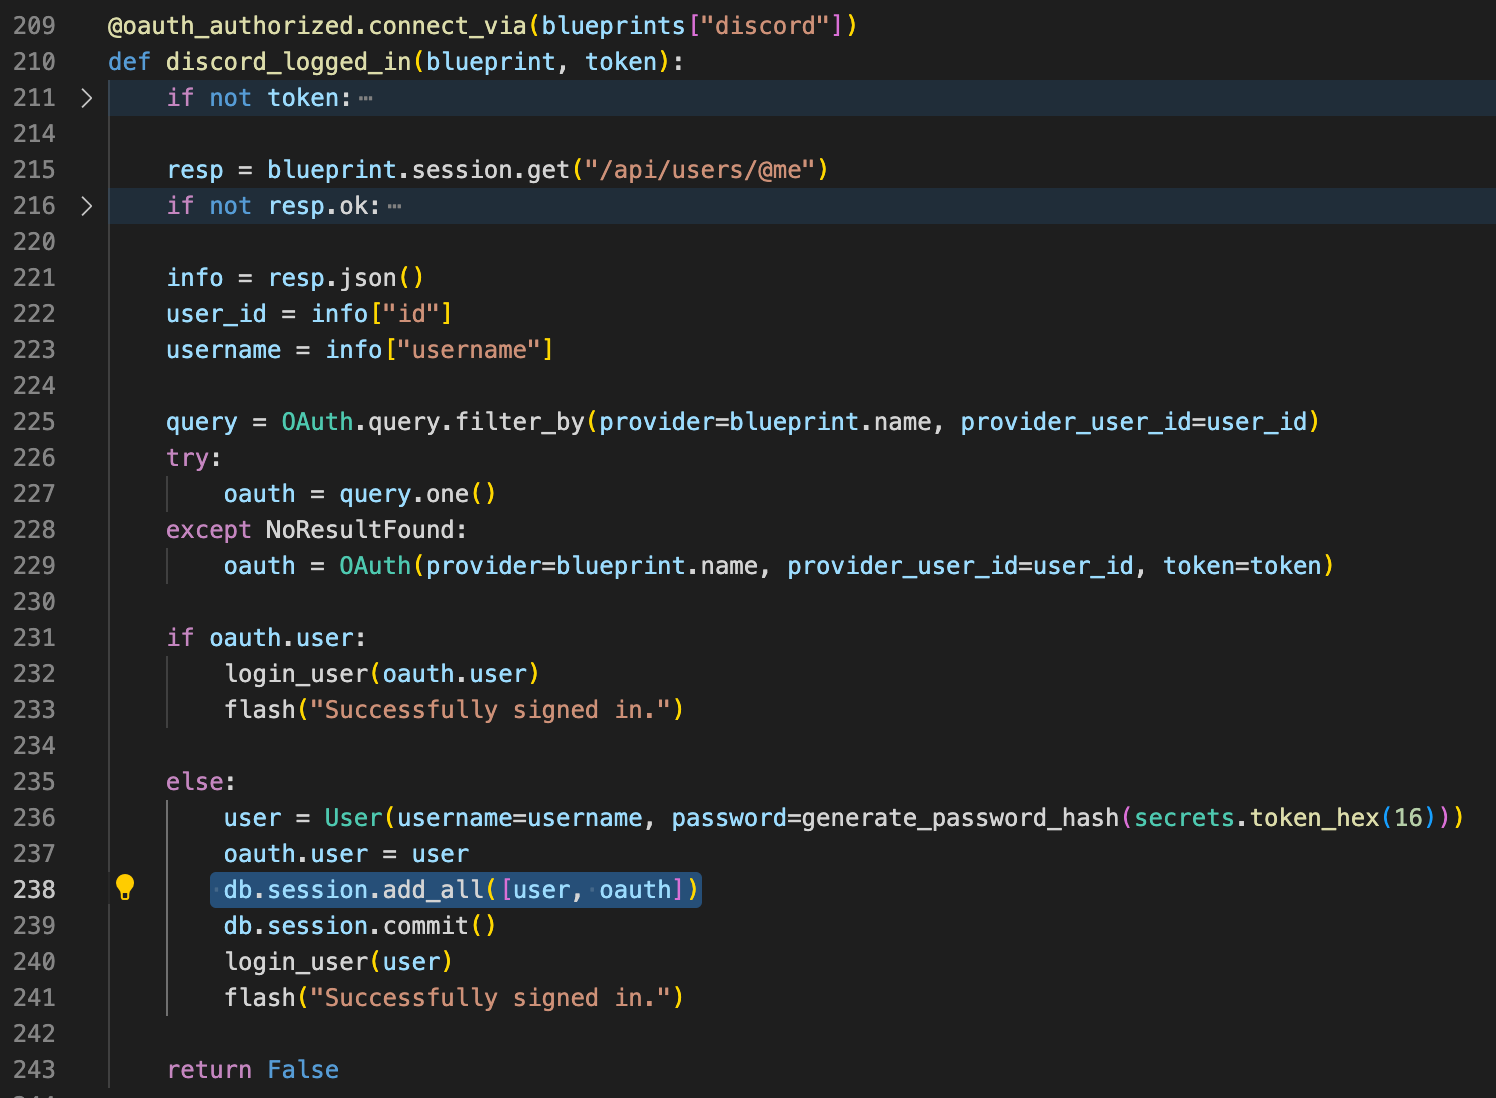 209 @oauth_authorized.connect_via(blueprints["discord"])
210 def discord_logged_in(blueprint, token):
211 > if not token: ⋯
214
215 resp = blueprint.session.get("/api/users/@me")
216 > if not resp.ok: ⋯
220
221 info = resp.json()
222 user_id = info["id"]
223 username = info["username"]
224
225 query = OAuth.query.filter_by(provider=blueprint.name, provider_user_id=user_id)
226 try:
227 oauth = query.one()
228 except NoResultFound:
229 oauth = OAuth(provider=blueprint.name, provider_user_id=user_id, token=token)
230
231 if oauth.user:
232 login_user(oauth.user)
233 flash("Successfully signed in.")
234
235 else:
236 user = User(username=username, password=generate_password_hash(secrets.token_hex(16)))
237 oauth.user = user
238 db.session.add_all([user, oauth])
239 db.session.commit()
240 login_user(user)
241 flash("Successfully signed in.")
242
243 return False